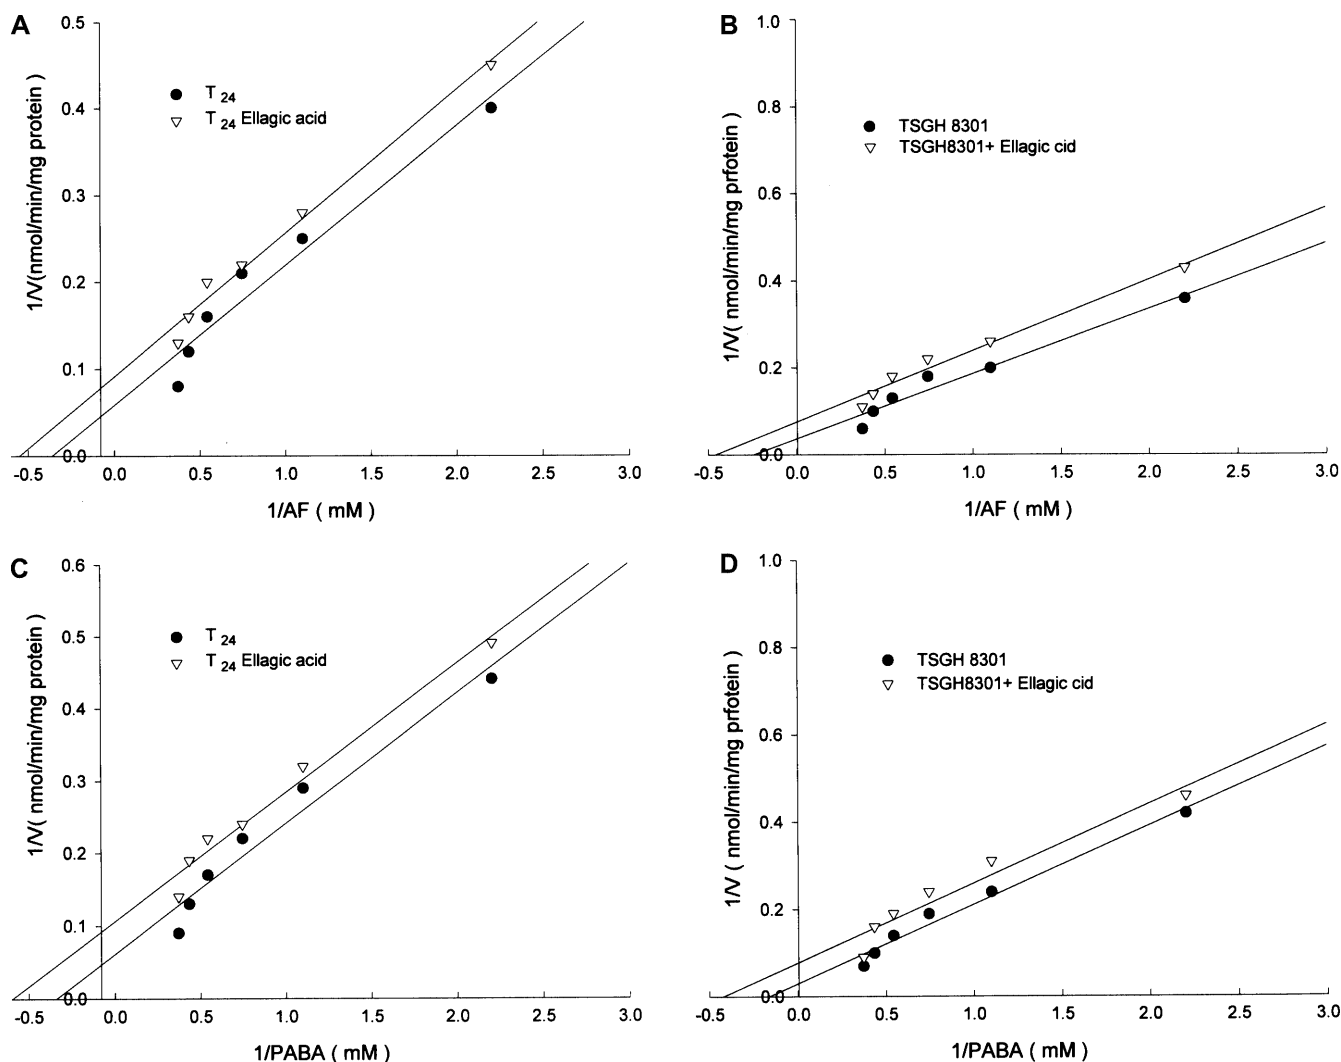 A
0.5
0.4
0.3
0.2
0.1
0.0
1/V(nmol/min/mg protein )
T 24
T 24 Ellagic acid
-0.5 0.0 0.5 1.0 1.5 2.0 2.5 3.0
1/AF ( mM )
B
1.0
0.8
0.6
0.4
0.2
0.0
1/V( nmol/min/mg prfotein )
TSGH 8301
TSGH8301+ Ellagic cid
-0.5 0.0 0.5 1.0 1.5 2.0 2.5 3.0
1/AF ( mM )
C
0.6
0.5
0.4
0.3
0.2
0.1
0.0
1/V( nmol/min/mg protein )
T 24
T 24 Ellagic acid
-0.5 0.0 0.5 1.0 1.5 2.0 2.5 3.0
1/PABA ( mM )
D
1.0
0.8
0.6
0.4
0.2
0.0
1/V ( nmol/min/mg prfotein )
TSGH 8301
TSGH8301+ Ellagic cid
-0.5 0.0 0.5 1.0 1.5 2.0 2.5 3.0
1/PABA ( mM )